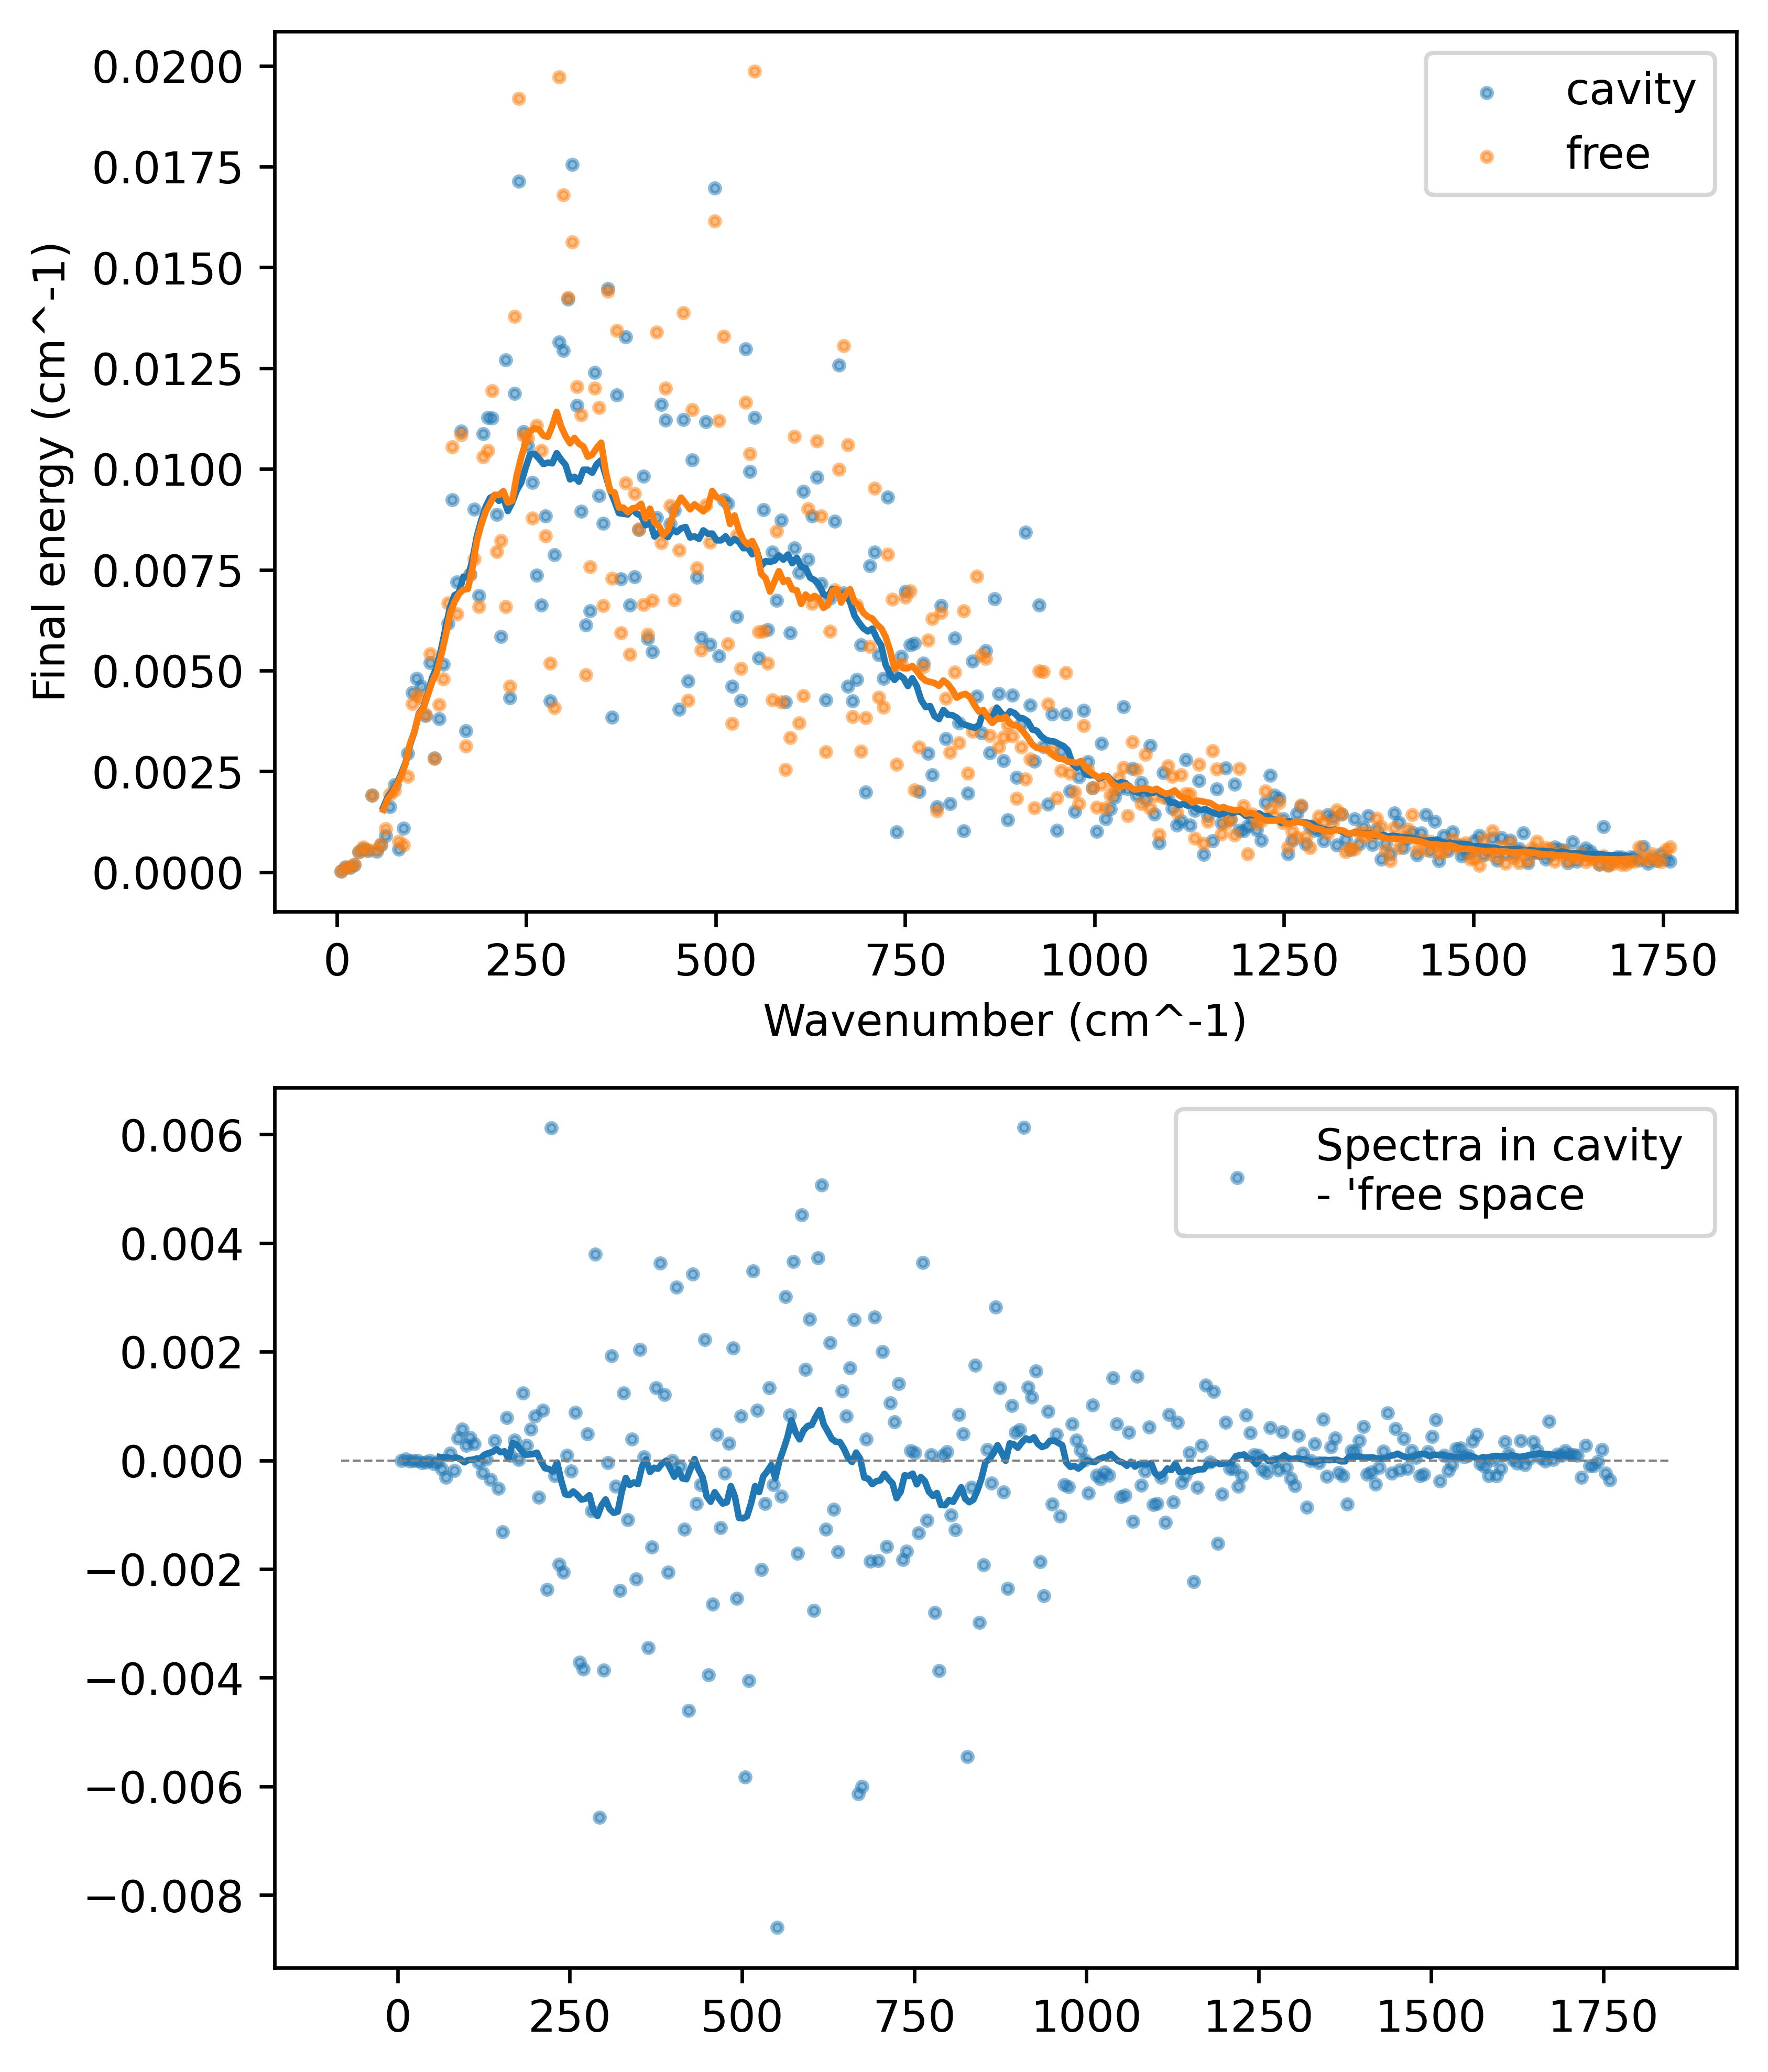 0.0200
0.0175
0.0150
0.0125
0.0100
0.0075
0.0050
0.0025
0.0000
Final energy (cm^-1)
cavity
free
0 250 500 750 1000 1250 1500 1750
Wavenumber (cm^-1)
0.006
0.004
0.002
0.000
−0.002
−0.004
−0.006
−0.008
Spectra in cavity
- 'free space
0 250 500 750 1000 1250 1500 1750